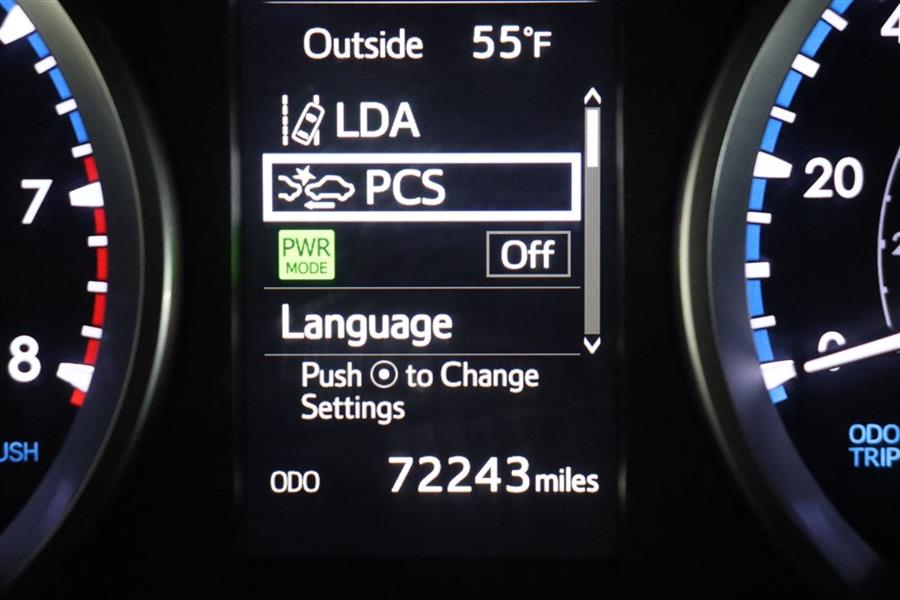 Outside 55°F
LDA
PCS
PWR
MODE
Off
Language
Push to Change
Settings
ODO 72243 miles
7
8
20
0
4
ODO
TRIP